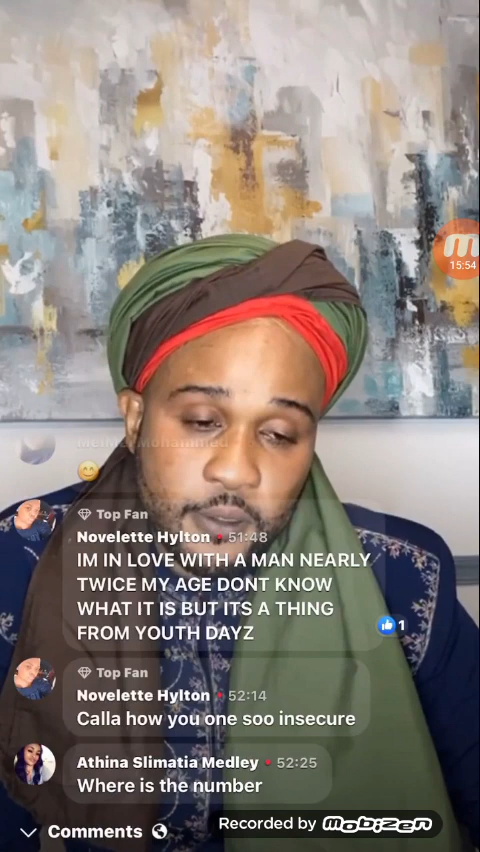 15:54
MeiMei Mohammed
Top Fan
Novelette Hylton • 51:48
IM IN LOVE WITH A MAN NEARLY
TWICE MY AGE DONT KNOW
WHAT IT IS BUT ITS A THING
FROM YOUTH DAYZ
1
Top Fan
Novelette Hylton • 52:14
Calla how you one soo insecure
Athina Slimatia Medley • 52:25
Where is the number
Comments
Recorded by mobizen